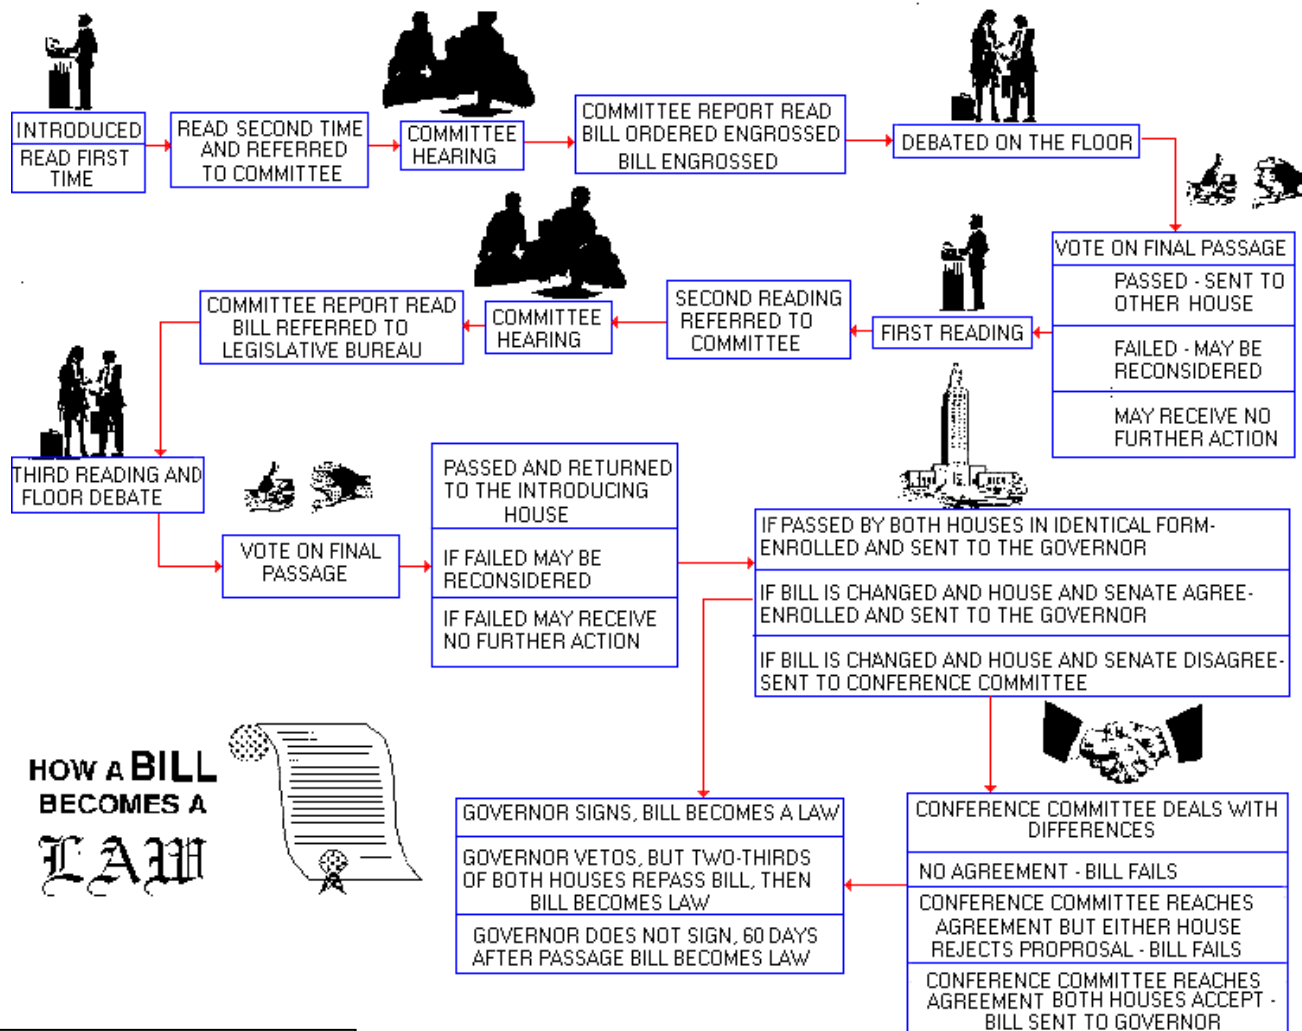 INTRODUCED
READ FIRST
TIME
READ SECOND TIME
AND REFERRED
TO COMMITTEE
COMMITTEE
HEARING
COMMITTEE REPORT READ
BILL ORDERED ENGROSSED
BILL ENGROSSED
DEBATED ON THE FLOOR
VOTE ON FINAL PASSAGE
PASSED - SENT TO
OTHER HOUSE
FAILED - MAY BE
RECONSIDERED
MAY RECEIVE NO
FURTHER ACTION
FIRST READING
SECOND READING
REFERRED TO
COMMITTEE
COMMITTEE
HEARING
COMMITTEE REPORT READ
BILL REFERRED TO
LEGISLATIVE BUREAU
THIRD READING AND
FLOOR DEBATE
VOTE ON FINAL
PASSAGE
PASSED AND RETURNED
TO THE INTRODUCING
HOUSE
IF FAILED MAY BE
RECONSIDERED
IF FAILED MAY RECEIVE
NO FURTHER ACTION
IF PASSED BY BOTH HOUSES IN IDENTICAL FORM-
ENROLLED AND SENT TO THE GOVERNOR
IF BILL IS CHANGED AND HOUSE AND SENATE AGREE-
ENROLLED AND SENT TO THE GOVERNOR
IF BILL IS CHANGED AND HOUSE AND SENATE DISAGREE-
SENT TO CONFERENCE COMMITTEE
CONFERENCE COMMITTEE DEALS WITH
DIFFERENCES
NO AGREEMENT - BILL FAILS
CONFERENCE COMMITTEE REACHES
AGREEMENT BUT EITHER HOUSE
REJECTS PROPROSAL - BILL FAILS
CONFERENCE COMMITTEE REACHES
AGREEMENT BOTH HOUSES ACCEPT -
BILL SENT TO GOVERNOR
GOVERNOR SIGNS, BILL BECOMES A LAW
GOVERNOR VETOS, BUT TWO-THIRDS
OF BOTH HOUSES REPASS BILL, THEN
BILL BECOMES LAW
GOVERNOR DOES NOT SIGN, 60 DAYS
AFTER PASSAGE BILL BECOMES LAW
HOW A BILL
BECOMES A
LAW